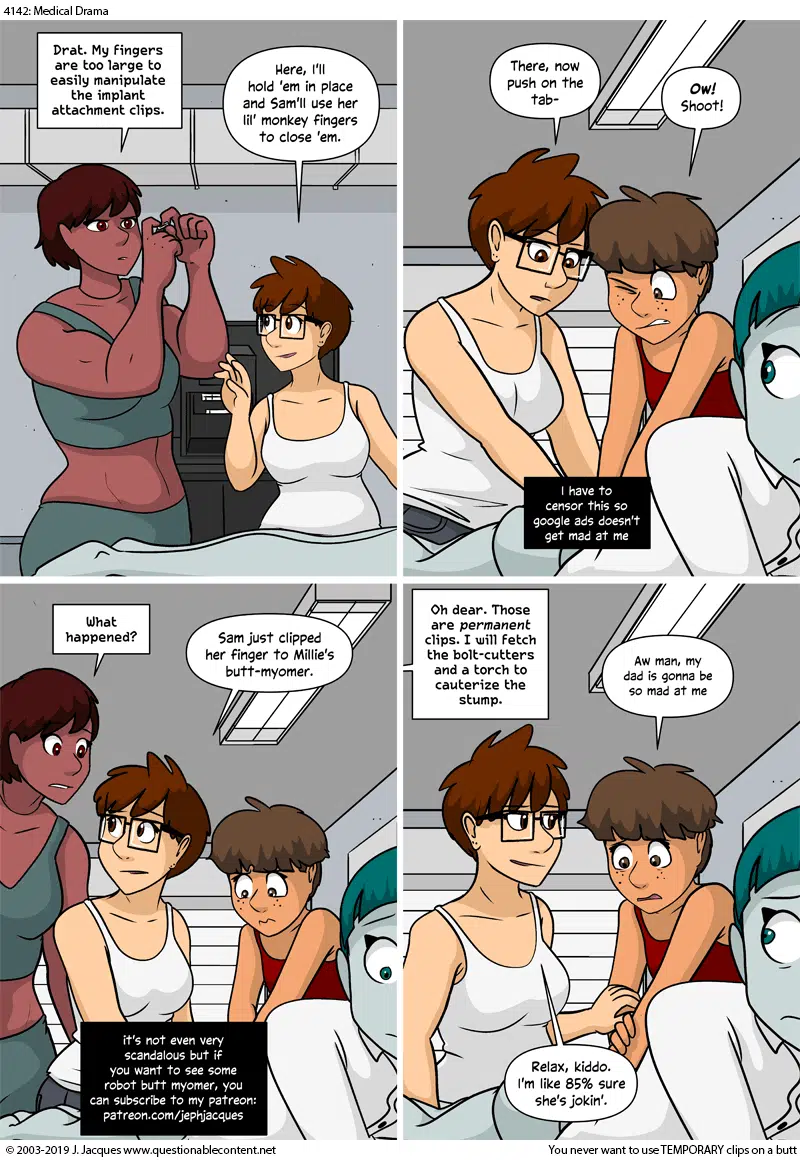 4142: Medical Drama
Drat. My fingers
are too large to
easily manipulate
the implant
attachment clips.
Here, I'll
hold 'em in place
and Sam'll use her
lil' monkey fingers
to close 'em.
There, now
push on the
tab-
Ow!
Shoot!
I have to
censor this so
google ads doesn't
get mad at me
What
happened?
Sam just clipped
her finger to Millie's
butt-myomer.
it's not even very
scandalous but if
you want to see some
robot butt myomer, you
can subscribe to my patreon:
patreon.com/jephjacques
Oh dear. Those
are permanent
clips. I will fetch
the bolt-cutters
and a torch to
cauterize the
stump.
Aw man, my
dad is gonna be
so mad at me
Relax, kiddo.
I'm like 85% sure
she's jokin'.
© 2003-2019 J. Jacques www.questionablecontent.net
You never want to use TEMPORARY clips on a butt